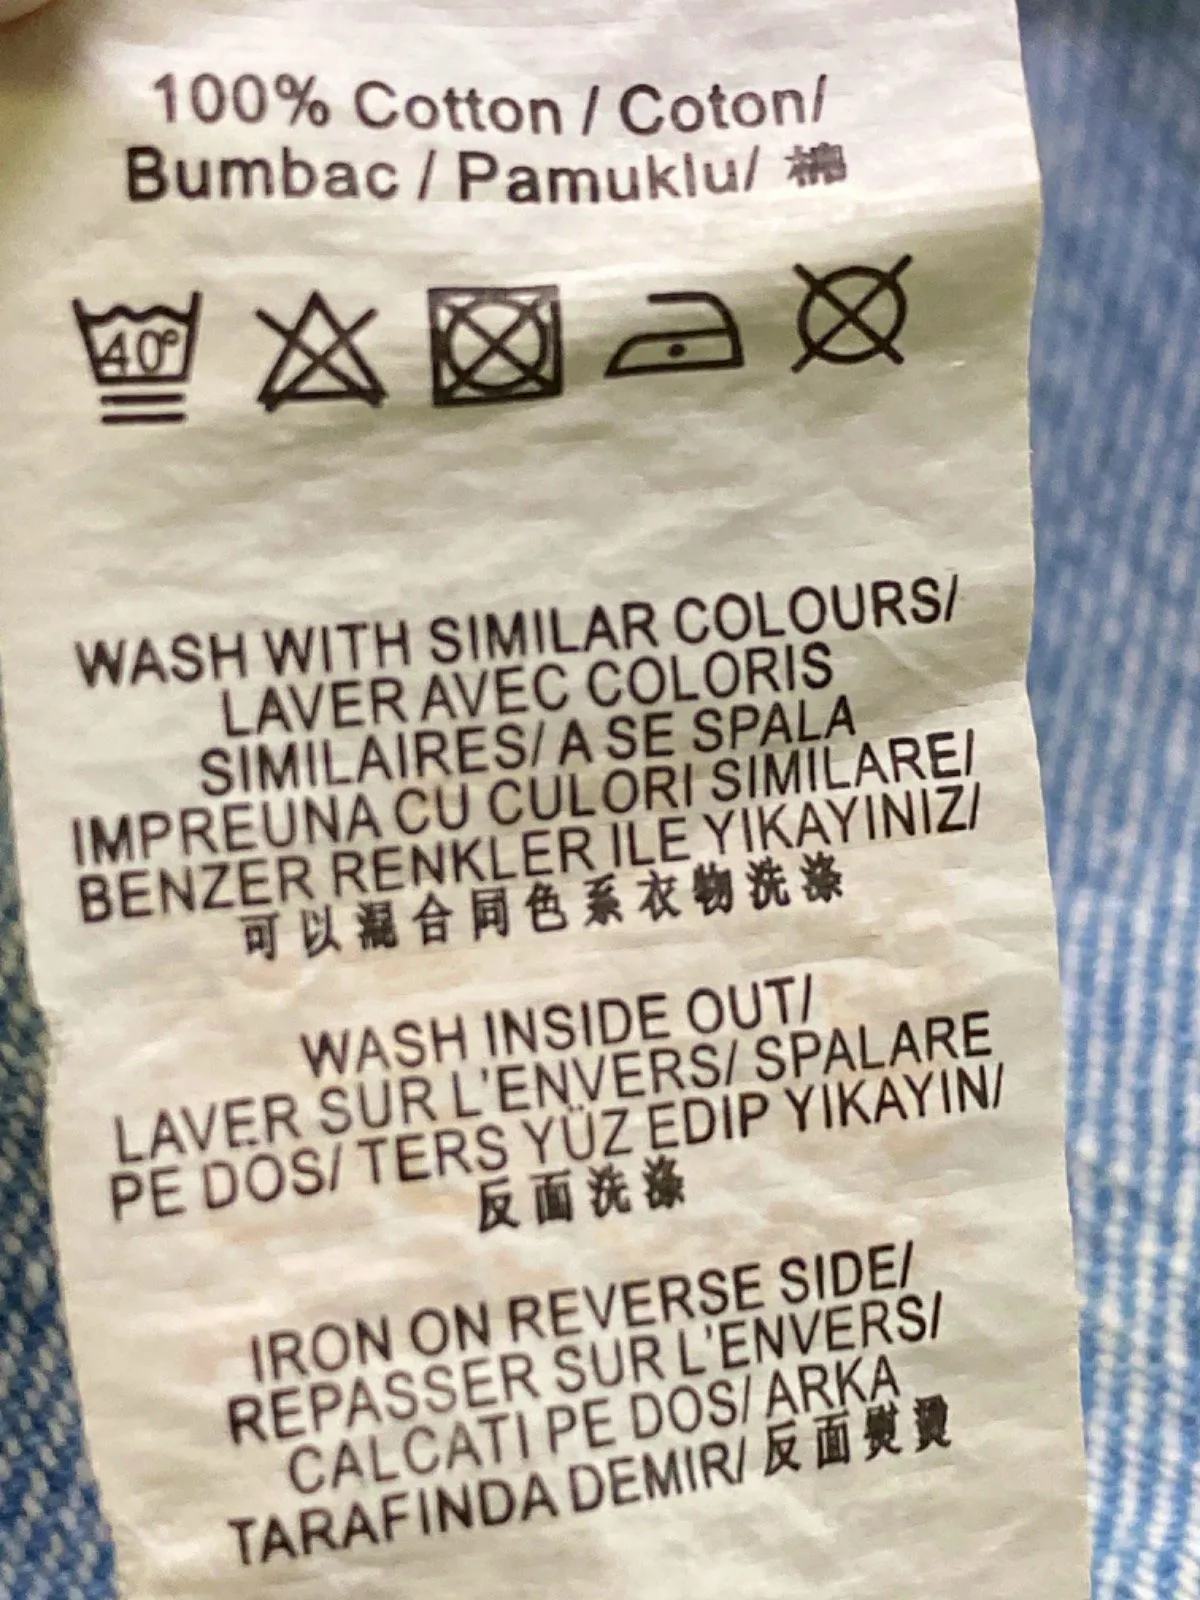 100% Cotton / Coton/
Bumbac / Pamuklu/ 棉
40°
WASH WITH SIMILAR COLOURS/
LAVER AVEC COLORIS
SIMILAIRES/ A SE SPALA
IMPREUNA CU CULORI SIMILARE/
BENZER RENKLER ILE YIKAYINIZ/
可以混合同色系衣物洗涤
WASH INSIDE OUT/
LAVER SUR L'ENVERS/ SPALARE
PE DOS/ TERS YÜZ EDIP YIKAYIN/
反面洗涤
IRON ON REVERSE SIDE/
REPASSER SUR L'ENVERS/
CALCATI PE DOS/ ARKA
TARAFINDA DEMIR/ 反面熨烫